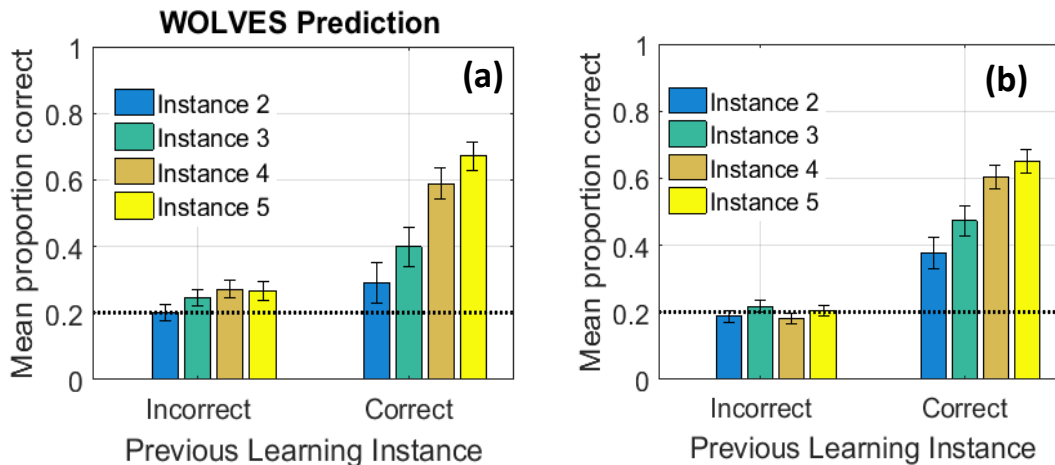 WOLVES Prediction
(a)
Mean proportion correct
1
0.8
0.6
0.4
0.2
0
Instance 2
Instance 3
Instance 4
Instance 5
Incorrect
Correct
Previous Learning Instance
(b)
Mean proportion correct
1
0.8
0.6
0.4
0.2
0
Instance 2
Instance 3
Instance 4
Instance 5
Incorrect
Correct
Previous Learning Instance